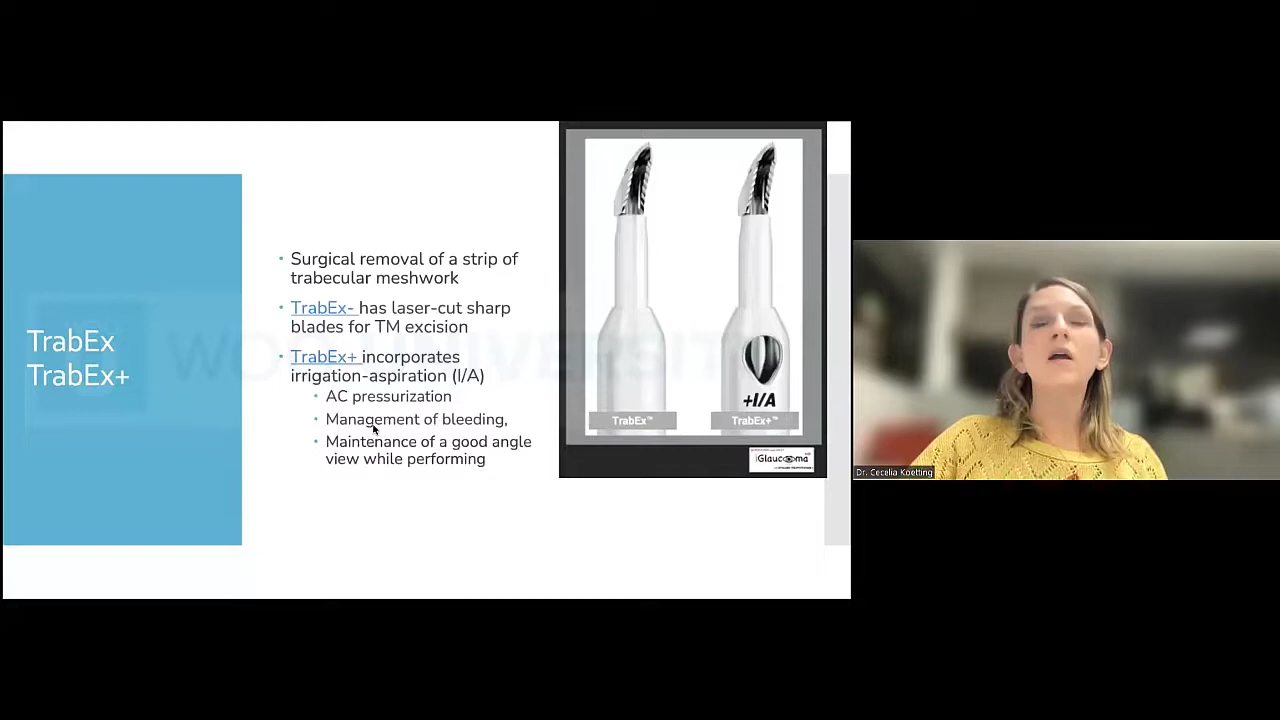 TrabEx
TrabEx+
Surgical removal of a strip of
trabecular meshwork
TrabEx- has laser-cut sharp
blades for TM excision
TrabEx+ incorporates
irrigation-aspiration (I/A)
AC pressurization
Management of bleeding,
Maintenance of a good angle
view while performing
+I/A
TrabEx™
TrabEx+™
Glaucoma
Dr. Cecelia Koetting